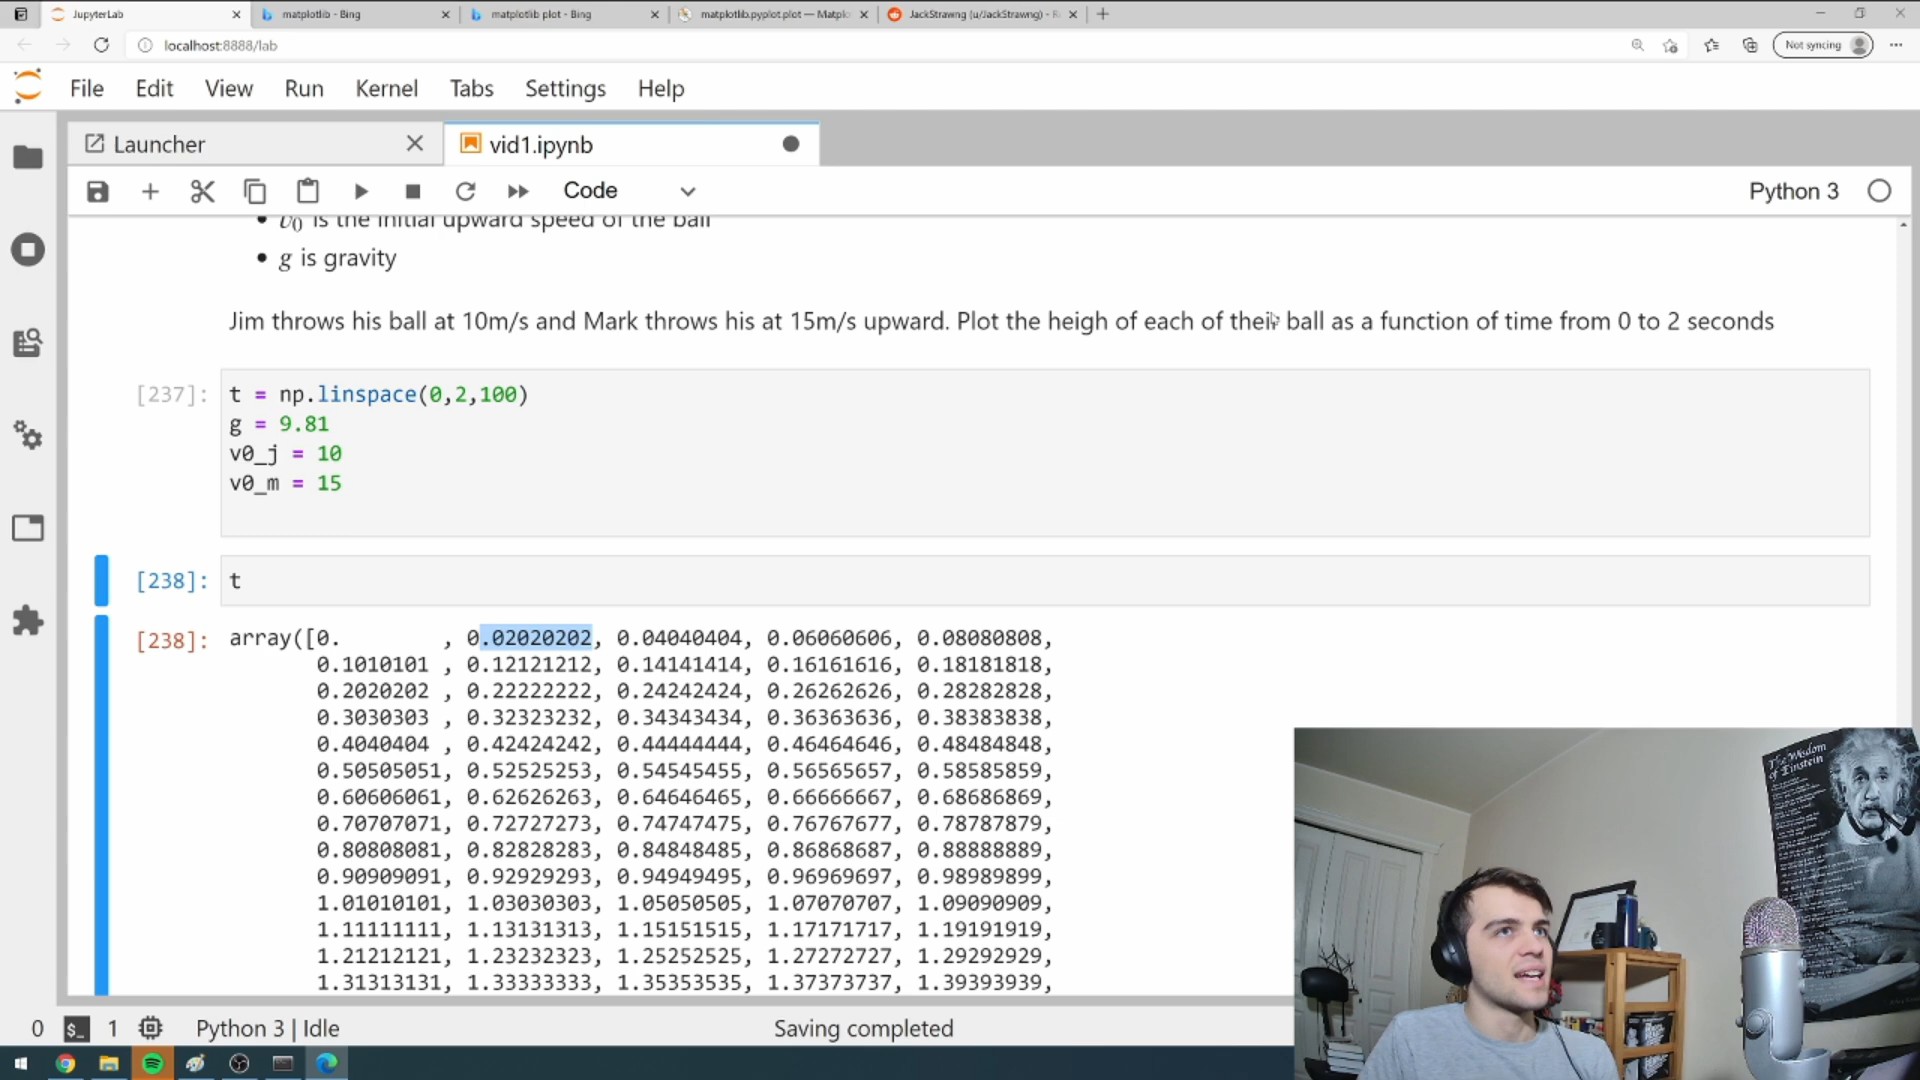 JupyterLab
matplotlib - Bing
matplotlib plot - Bing
matplotlib.pyplot.plot — Matplo
JackStrawng (u/JackStrawng) - R
localhost:8888/lab
Not syncing
File Edit View Run Kernel Tabs Settings Help
Launcher
vid1.ipynb
Code
Python 3
• v0 is the initial upward speed of the ball
• g is gravity
Jim throws his ball at 10m/s and Mark throws his at 15m/s upward. Plot the heigh of each of their ball as a function of time from 0 to 2 seconds
[237]: t = np.linspace(0,2,100)
g = 9.81
v0_j = 10
v0_m = 15
[238]: t
[238]: array([0. , 0.02020202, 0.04040404, 0.06060606, 0.08080808,
0.1010101 , 0.12121212, 0.14141414, 0.16161616, 0.18181818,
0.2020202 , 0.22222222, 0.24242424, 0.26262626, 0.28282828,
0.3030303 , 0.32323232, 0.34343434, 0.36363636, 0.38383838,
0.4040404 , 0.42424242, 0.44444444, 0.46464646, 0.48484848,
0.50505051, 0.52525253, 0.54545455, 0.56565657, 0.58585859,
0.60606061, 0.62626263, 0.64646465, 0.66666667, 0.68686869,
0.70707071, 0.72727273, 0.74747475, 0.76767677, 0.78787879,
0.80808081, 0.82828283, 0.84848485, 0.86868687, 0.88888889,
0.90909091, 0.92929293, 0.94949495, 0.96969697, 0.98989899,
1.01010101, 1.03030303, 1.05050505, 1.07070707, 1.09090909,
1.11111111, 1.13131313, 1.15151515, 1.17171717, 1.19191919,
1.21212121, 1.23232323, 1.25252525, 1.27272727, 1.29292929,
1.31313131, 1.33333333, 1.35353535, 1.37373737, 1.39393939,
The Wisdom
of Einstein
0 $_ 1 Python 3 | Idle
Saving completed